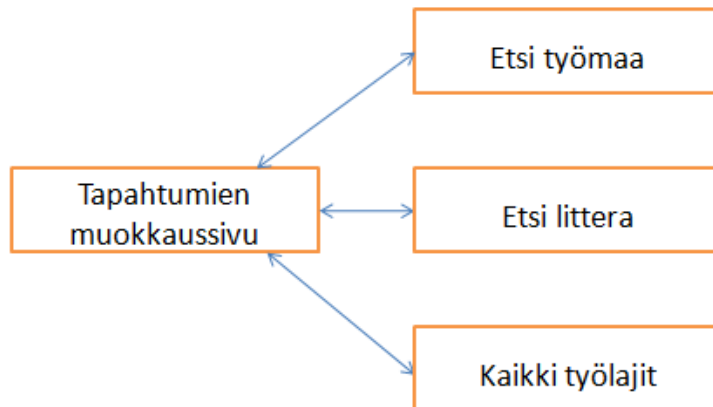 Etsi työmaa
Tapahtumien
muokkaussivu
Etsi littera
Kaikki työlajit